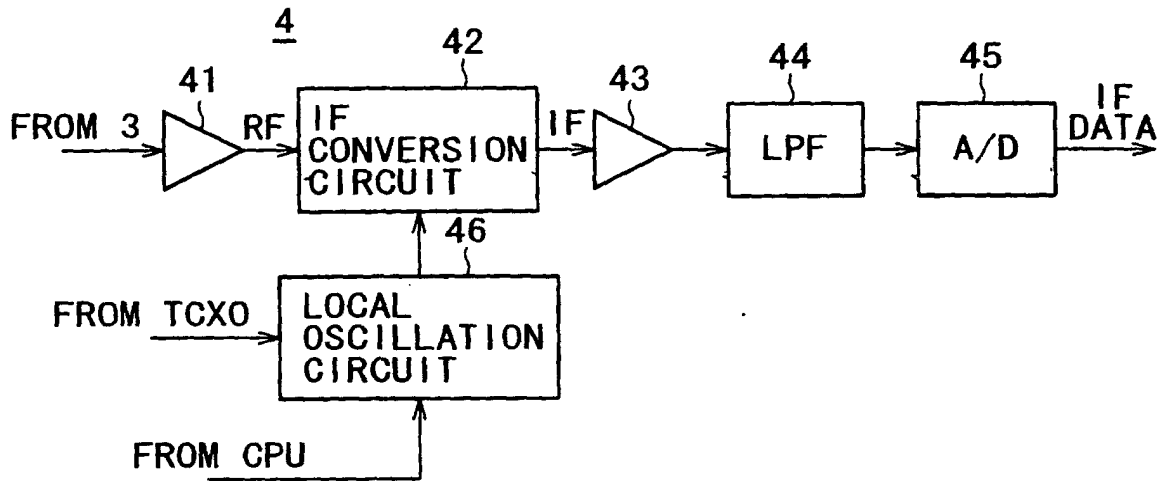 4
41
42
43
44
45
FROM 3
RF
IF
CONVERSION
CIRCUIT
IF
LPF
A/D
IF
DATA
46
FROM TCXO
LOCAL
OSCILLATION
CIRCUIT
FROM CPU